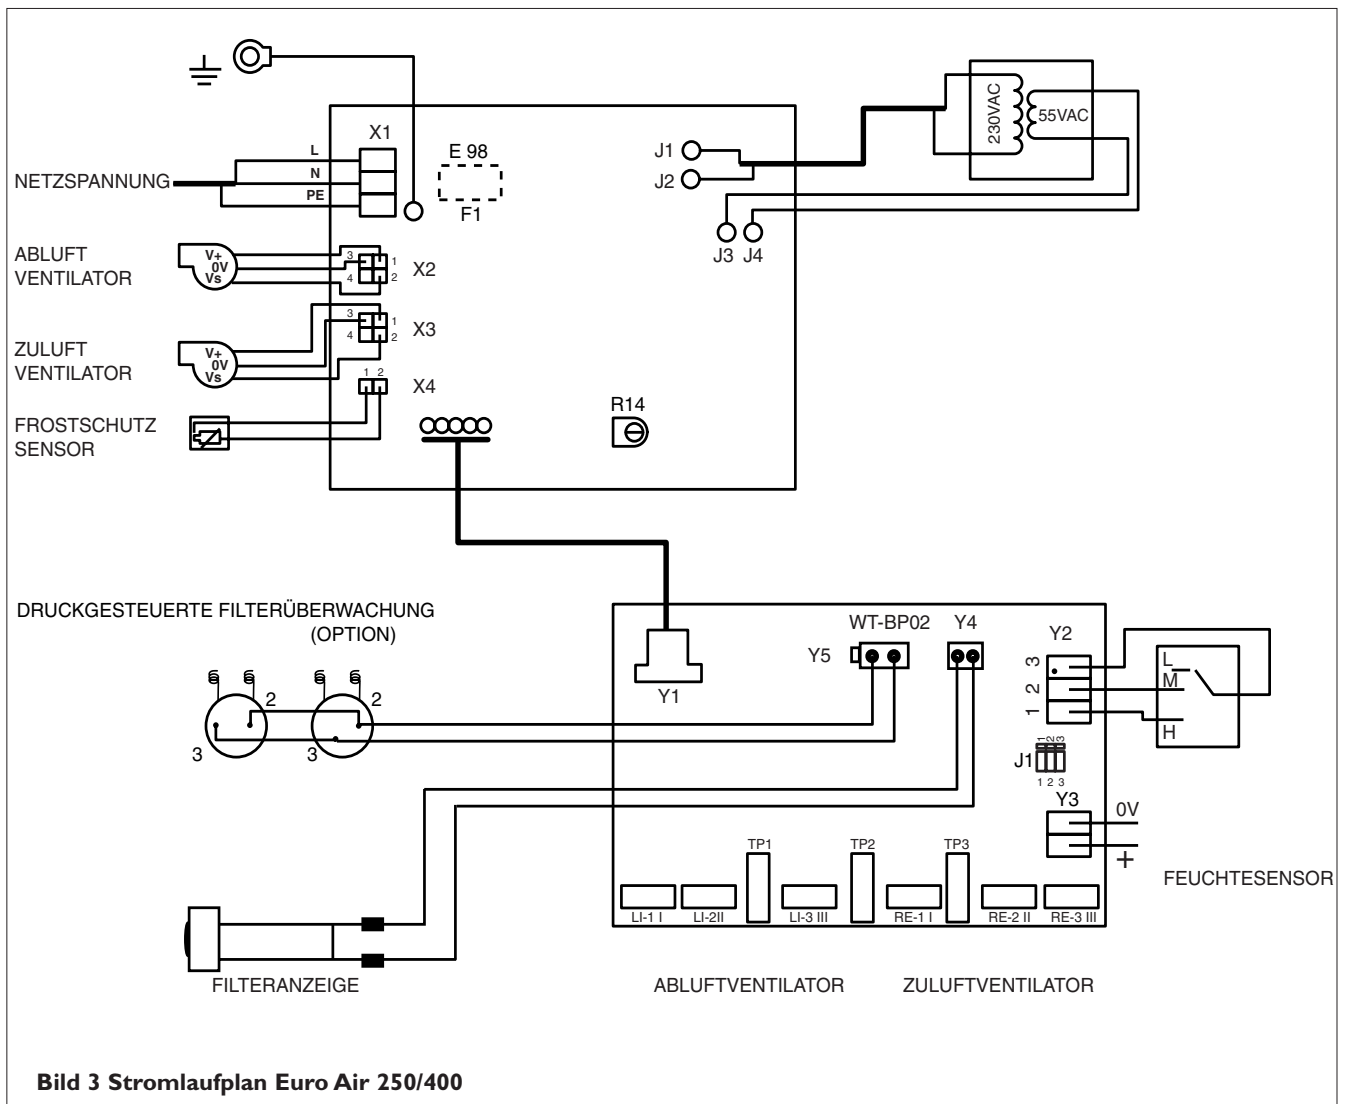 X1
E 98
F1
L
N
PE
NETZSPANNUNG
J1
J2
230VAC
55VAC
J3 J4
ABLUFT
VENTILATOR
V+
0V
Vs
3 1
4 2
X2
ZULUFT
VENTILATOR
V+
0V
Vs
3 1
4 2
X3
1 2
X4
FROSTSCHUTZ
SENSOR
R14
DRUCKGESTEUERTE FILTERÜBERWACHUNG
(OPTION)
2
3
2
3
WT-BP02
Y4
Y5
Y1
Y2
3
2
1
L
M
H
1 2 3
J1
1 2 3
Y3
0V
+
FEUCHTESENSOR
TP1
TP2
TP3
LI-1 I
LI-2II
LI-3 III
RE-1 I
RE-2 II
RE-3 III
FILTERANZEIGE
ABLUFTVENTILATOR
ZULUFTVENTILATOR
Bild 3 Stromlaufplan Euro Air 250/400